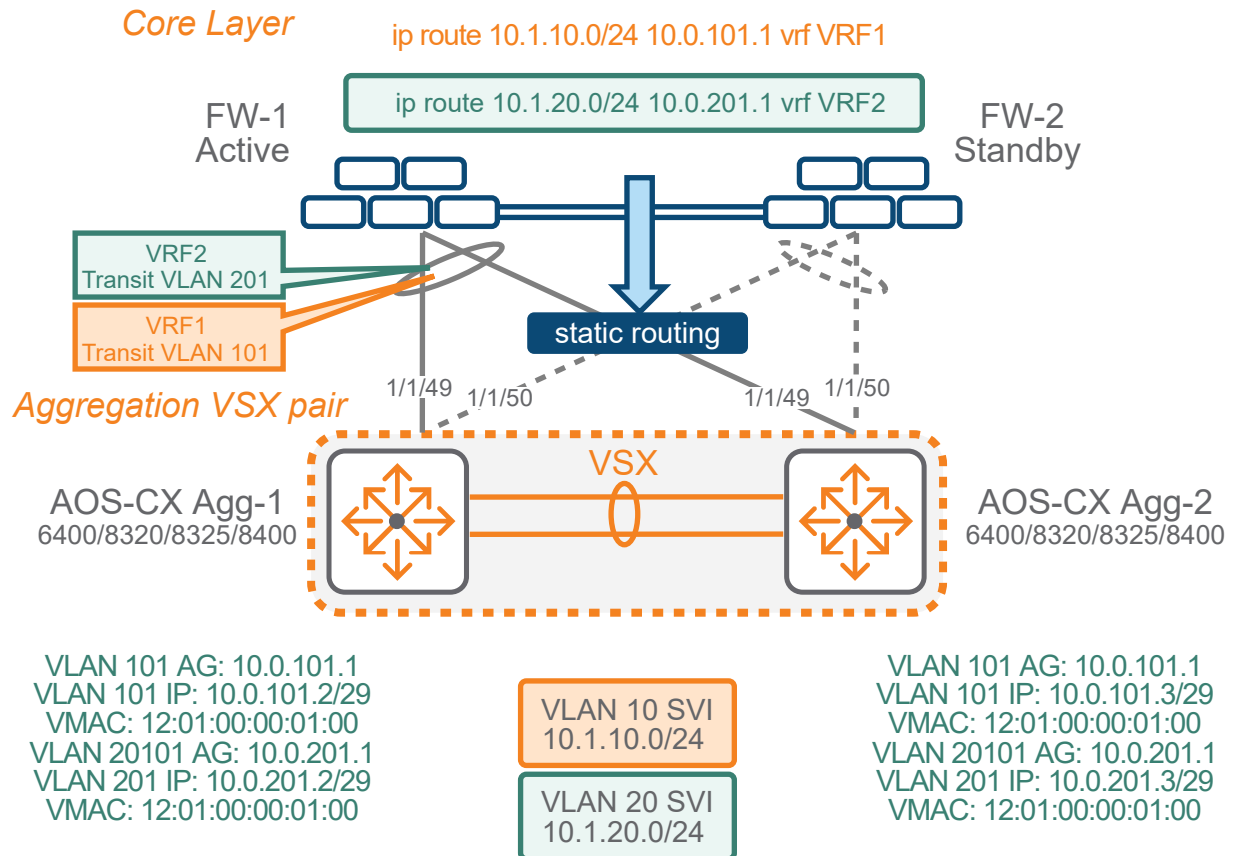 Core Layer
ip route 10.1.10.0/24 10.0.101.1 vrf VRF1
ip route 10.1.20.0/24 10.0.201.1 vrf VRF2
FW-1
Active
FW-2
Standby
VRF2
Transit VLAN 201
VRF1
Transit VLAN 101
static routing
Aggregation VSX pair
1/1/49
1/1/50
1/1/49
1/1/50
VSX
AOS-CX Agg-1
6400/8320/8325/8400
AOS-CX Agg-2
6400/8320/8325/8400
VLAN 101 AG: 10.0.101.1
VLAN 101 IP: 10.0.101.2/29
VMAC: 12:01:00:00:01:00
VLAN 20101 AG: 10.0.201.1
VLAN 201 IP: 10.0.201.2/29
VMAC: 12:01:00:00:01:00
VLAN 10 SVI
10.1.10.0/24
VLAN 20 SVI
10.1.20.0/24
VLAN 101 AG: 10.0.101.1
VLAN 101 IP: 10.0.101.3/29
VMAC: 12:01:00:00:01:00
VLAN 20101 AG: 10.0.201.1
VLAN 201 IP: 10.0.201.3/29
VMAC: 12:01:00:00:01:00